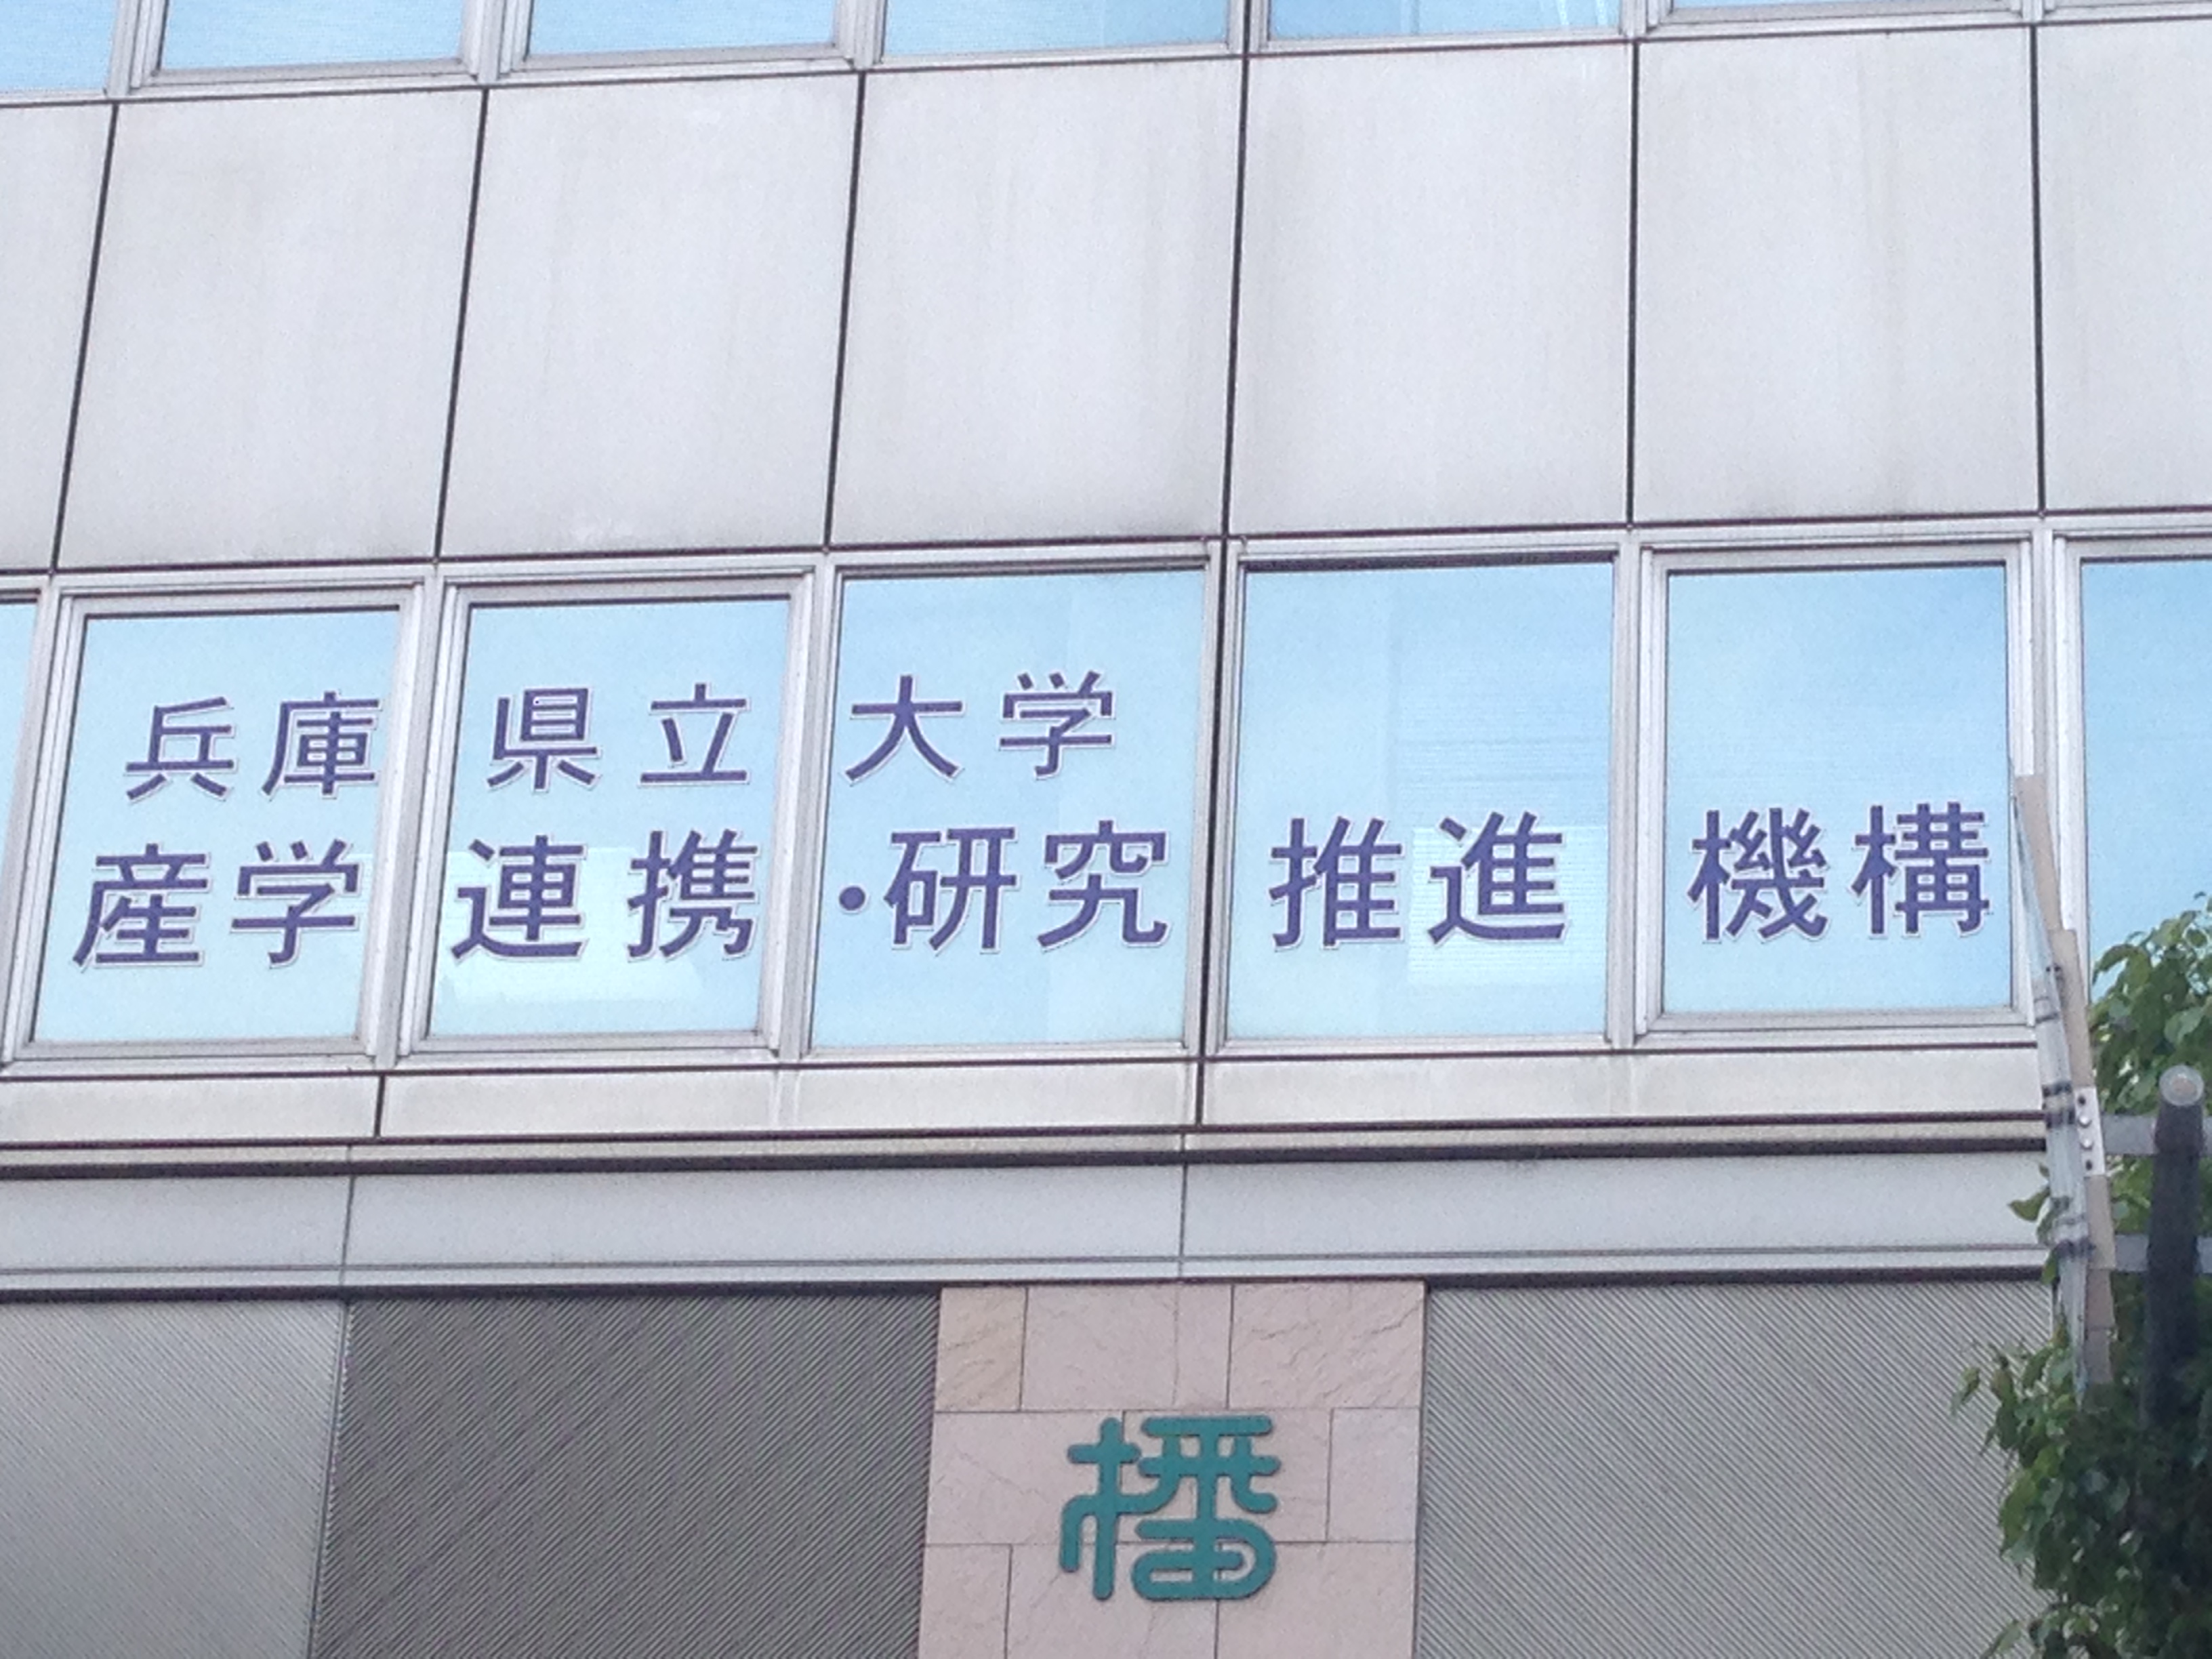 兵庫県立大学
産学連携・研究推進機構
播